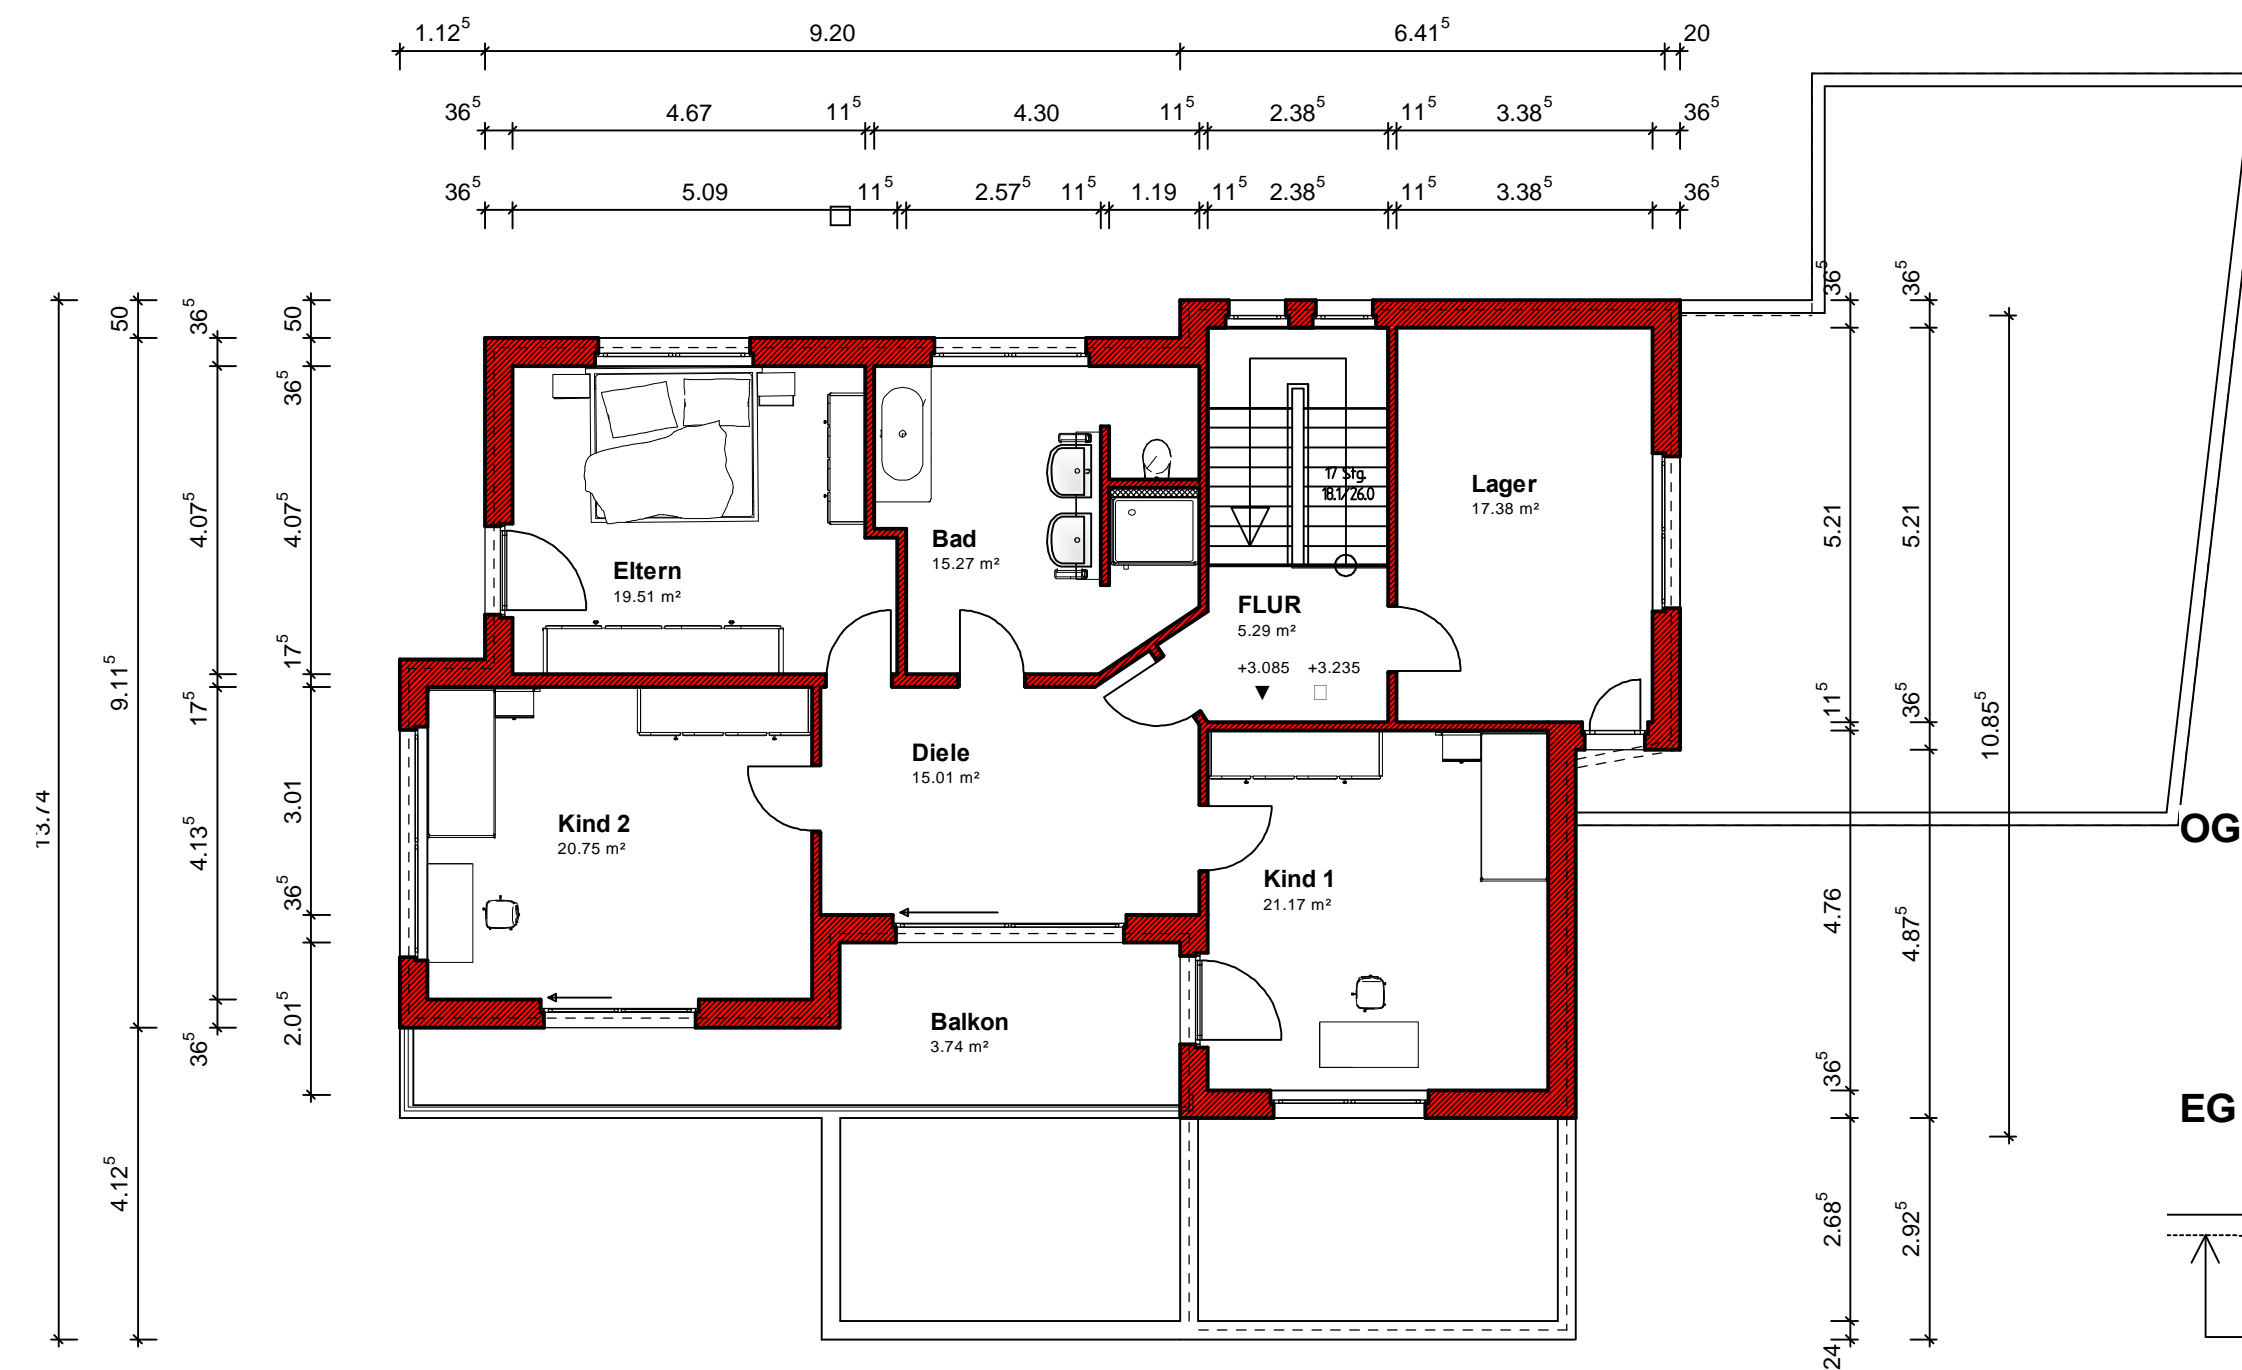 1.12⁵ 9.20 6.41⁵ 20
36⁵ 4.67 11⁵ 4.30 11⁵ 2.38⁵ 11⁵ 3.38⁵ 36⁵
36⁵ 5.09 11⁵ 2.57⁵ 11⁵ 1.19 11⁵ 2.38⁵ 11⁵ 3.38⁵ 36⁵
13.74
50
9.11⁵
4.12⁵
36⁵
4.07⁵
17⁵
4.13⁵
36⁵
50
36⁵
4.07⁵
17⁵
3.01
36⁵
2.01⁵
Eltern
19.51 m²
Bad
15.27 m²
17 Stg.
18.1/26.0
Lager
17.38 m²
FLUR
5.29 m²
+3.085 +3.235
Diele
15.01 m²
Kind 2
20.75 m²
Kind 1
21.17 m²
Balkon
3.74 m²
36⁵
5.21
11⁵
4.76
36⁵
2.68⁵
24
36⁵
5.21
36⁵
4.87⁵
2.92⁵
10.85⁵
OG
EG